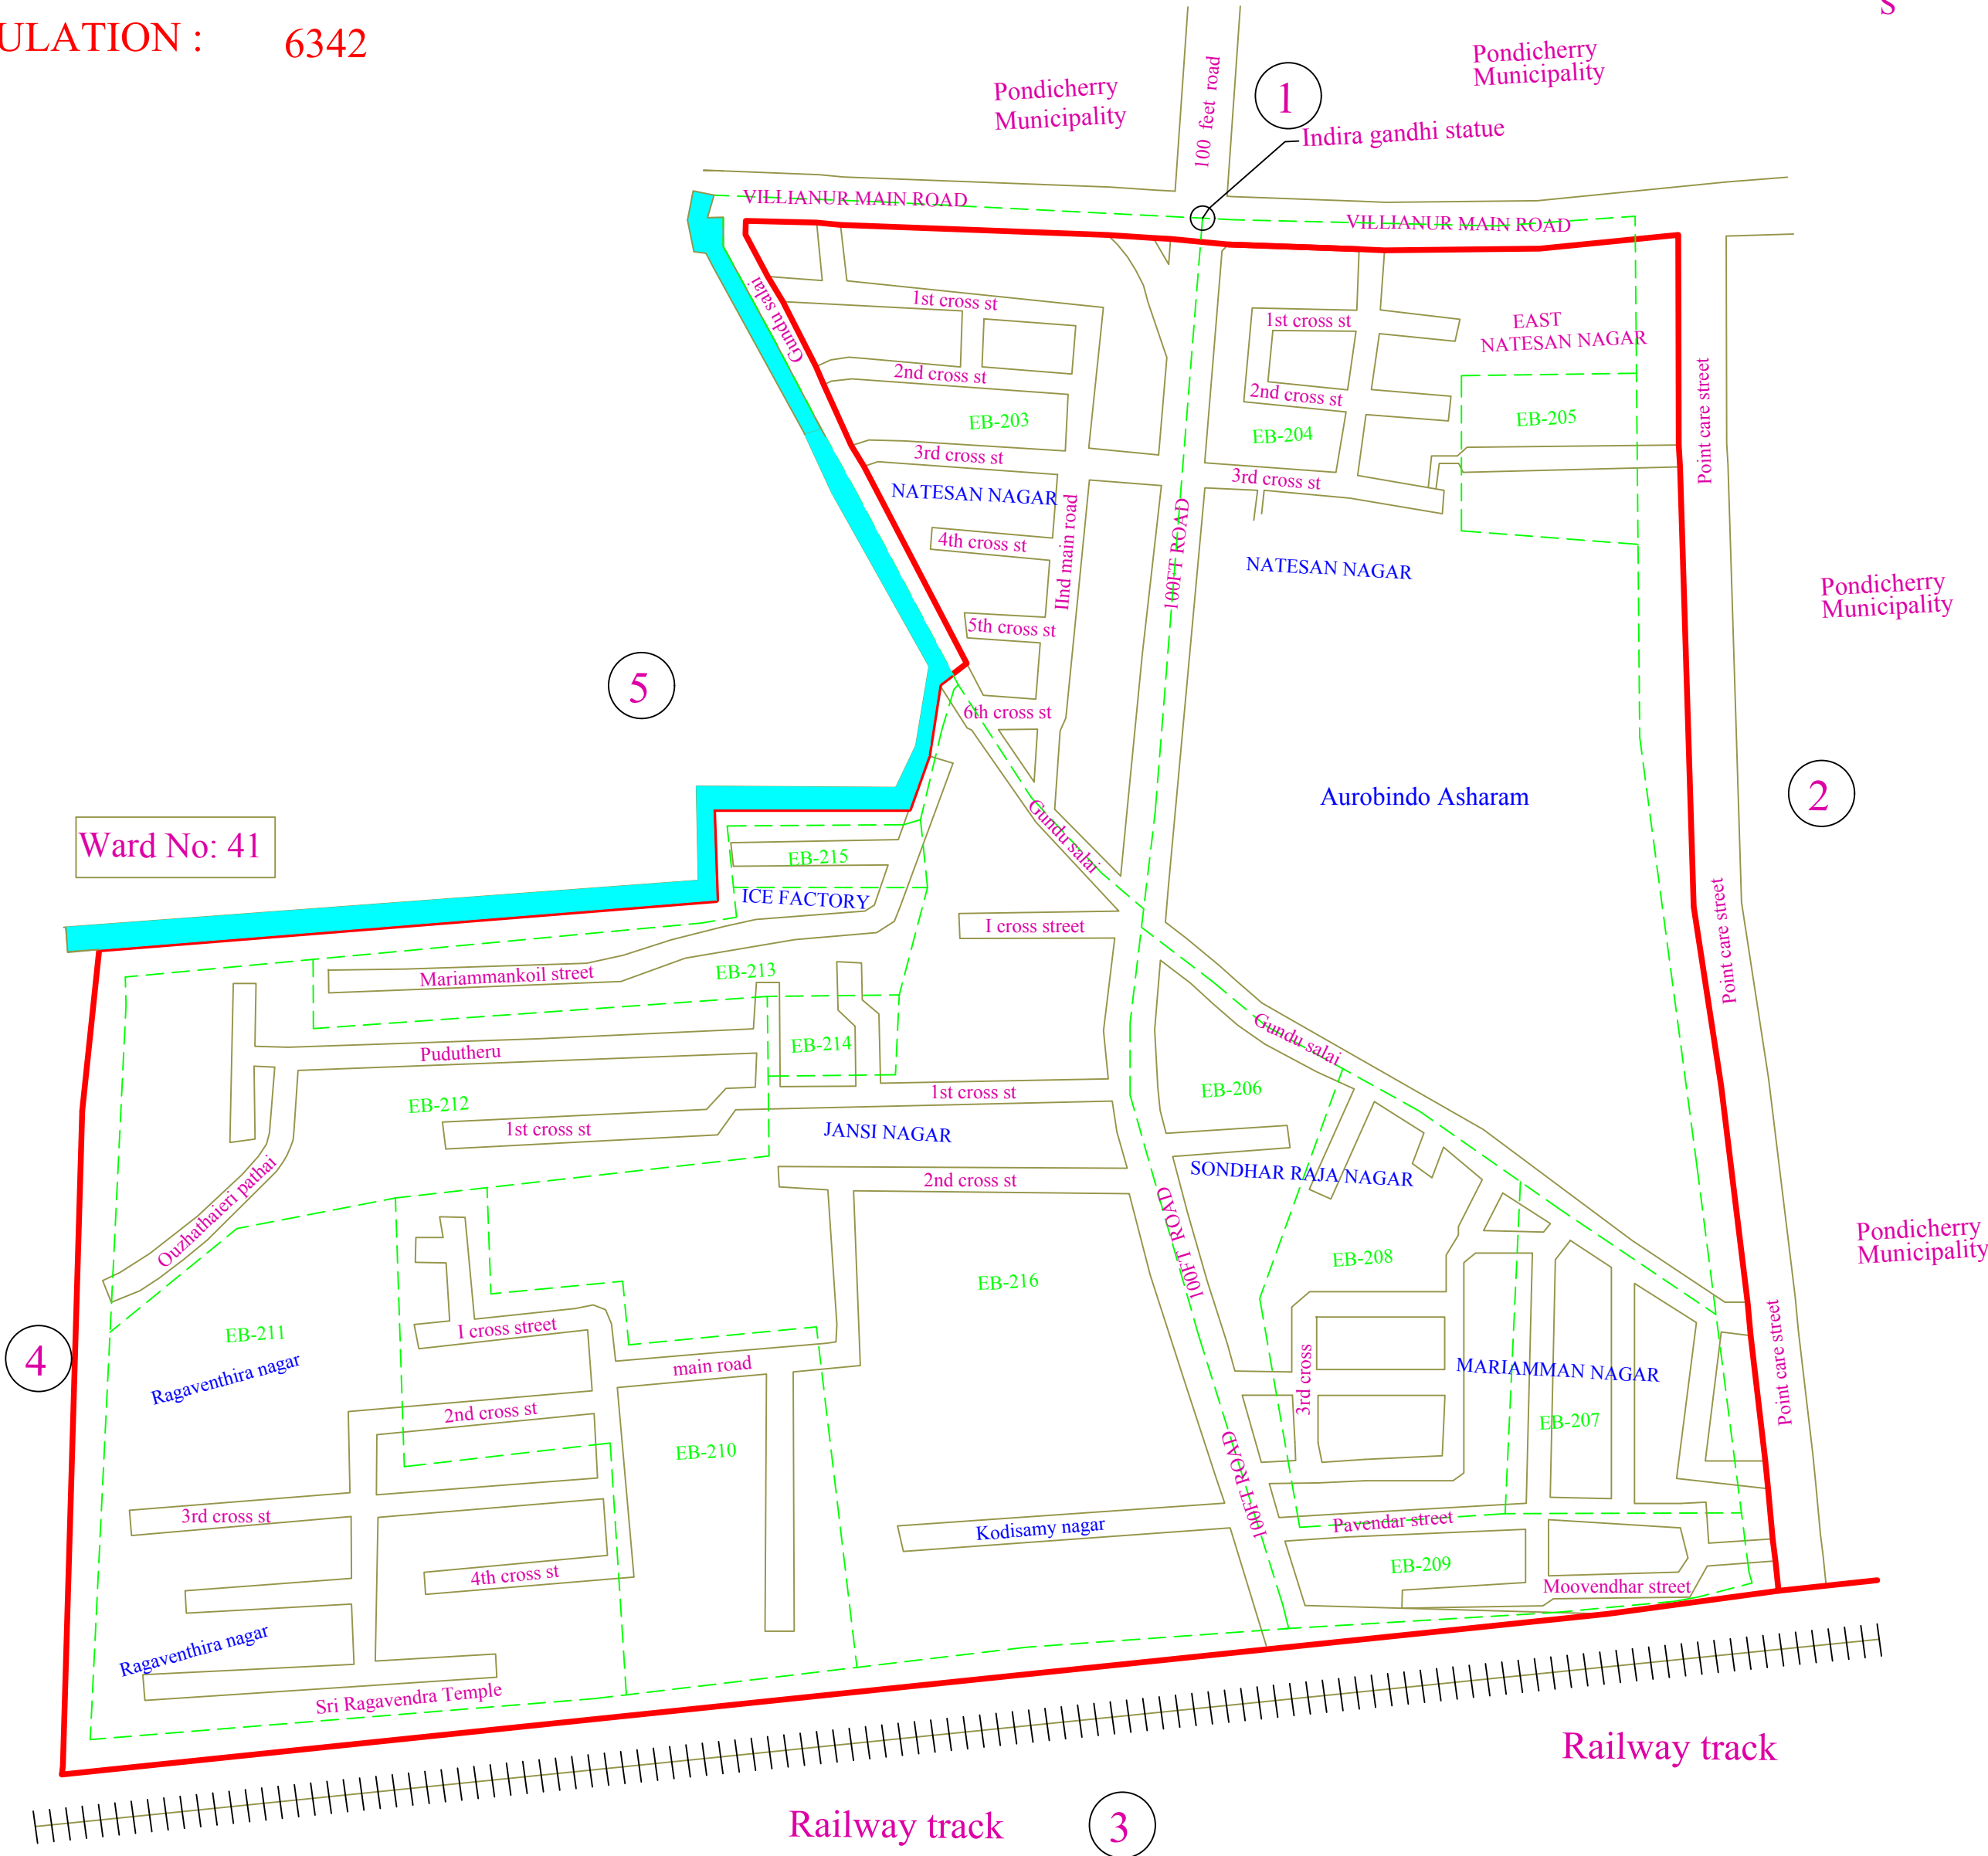 ULATION : 6342
S
Pondicherry
Municipality
Pondicherry
Municipality
100 feet road
1
Indira gandhi statue
VILLIANUR MAIN ROAD
VILLIANUR MAIN ROAD
Gundu salai
1st cross st
1st cross st
EAST
NATESAN NAGAR
2nd cross st
2nd cross st
Point care street
EB-203
EB-204
EB-205
3rd cross st
3rd cross st
NATESAN NAGAR
IInd main road
100FT ROAD
4th cross st
NATESAN NAGAR
Pondicherry
Municipality
5th cross st
5
6th cross st
Aurobindo Asharam
2
Gundu salai
Ward No: 41
EB-215
ICE FACTORY
I cross street
Point care street
Mariammankoil street
EB-213
Gundu salai
Pudutheru
EB-214
EB-206
1st cross st
EB-212
1st cross st
JANSI NAGAR
SONDHAR RAJA NAGAR
2nd cross st
Ouzhathaieri pathai
100FT ROAD
Pondicherry
Municipality
EB-208
EB-216
EB-211
I cross street
4
Ragaventhira nagar
main road
3rd cross
MARIAMMAN NAGAR
Point care street
2nd cross st
EB-207
EB-210
100FT ROAD
3rd cross st
Kodisamy nagar
Pavendar street
EB-209
4th cross st
Moovendhar street
Ragaventhira nagar
Sri Ragavendra Temple
Railway track
Railway track
3